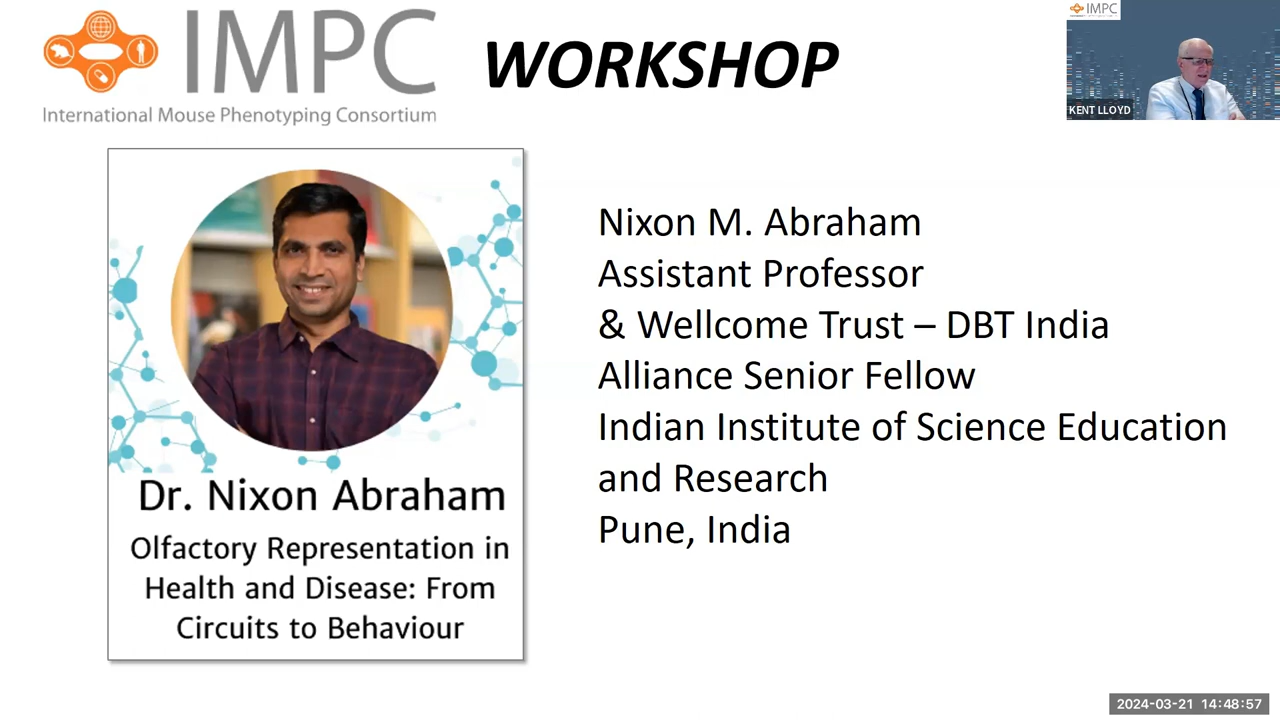 IMPC
WORKSHOP
International Mouse Phenotyping Consortium
IMPC
KENT LLOYD
Nixon M. Abraham
Assistant Professor
& Wellcome Trust – DBT India
Alliance Senior Fellow
Indian Institute of Science Education
and Research
Pune, India
Dr. Nixon Abraham
Olfactory Representation in
Health and Disease: From
Circuits to Behaviour
2024-03-21 14:48:57